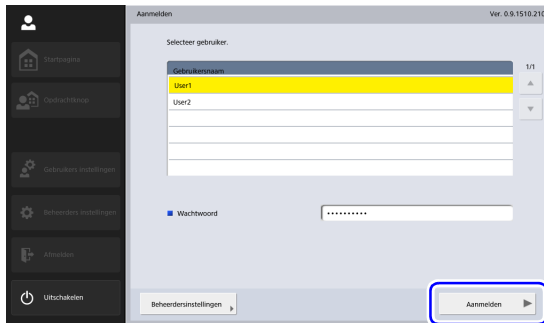 Aanmelden
Ver. 0.9.1510.210
Startpagina
Opdrachtknop
Gebruikers instellingen
Beheerders instellingen
Afmelden
Uitschakelen
Selecteer gebruiker.
Gebruikersnaam
1/1
User1
User2
Wachtwoord
••••••••••
Beheerdersinstellingen
Aanmelden